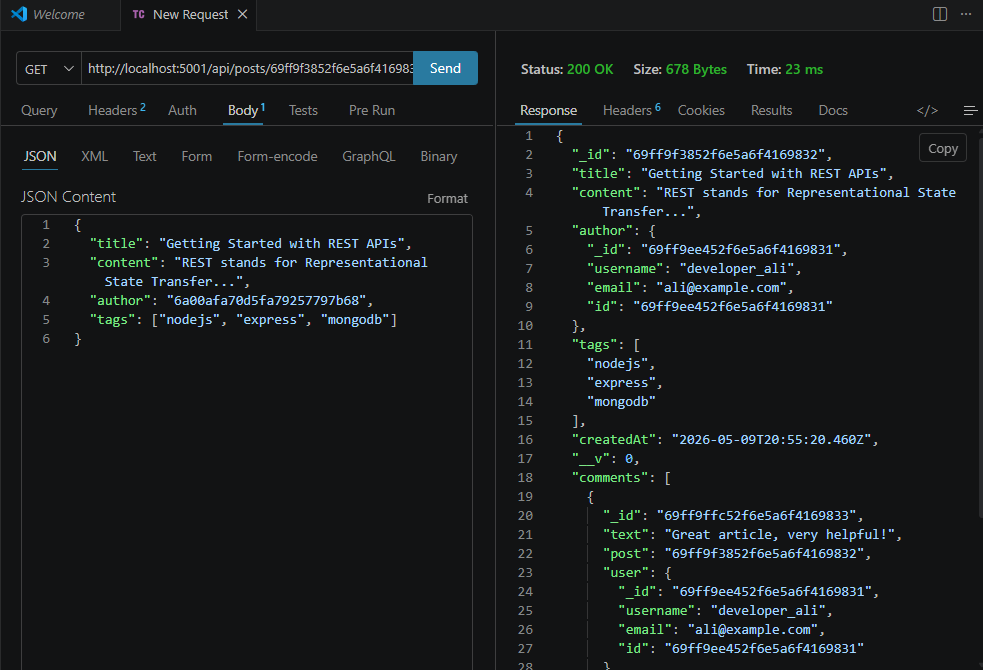 Welcome
TC New Request
GET
http://localhost:5001/api/posts/69ff9f3852f6e5a6f416983
Send
Status: 200 OK Size: 678 Bytes Time: 23 ms
Query Headers 2 Auth Body 1 Tests Pre Run
Response Headers 6 Cookies Results Docs </>
JSON XML Text Form Form-encode GraphQL Binary
JSON Content
Format
1 {
2 "title": "Getting Started with REST APIs",
3 "content": "REST stands for Representational
State Transfer...",
4 "author": "6a00afa70d5fa79257797b68",
5 "tags": ["nodejs", "express", "mongodb"]
6 }
Copy
1 {
2 "_id": "69ff9f3852f6e5a6f4169832",
3 "title": "Getting Started with REST APIs",
4 "content": "REST stands for Representational State
Transfer...",
5 "author": {
6 "_id": "69ff9ee452f6e5a6f4169831",
7 "username": "developer_ali",
8 "email": "ali@example.com",
9 "id": "69ff9ee452f6e5a6f4169831"
10 },
11 "tags": [
12 "nodejs",
13 "express",
14 "mongodb"
15 ],
16 "createdAt": "2026-05-09T20:55:20.460Z",
17 "__v": 0,
18 "comments": [
19 {
20 "_id": "69ff9ffc52f6e5a6f4169833",
21 "text": "Great article, very helpful!",
22 "post": "69ff9f3852f6e5a6f4169832",
23 "user": {
24 "_id": "69ff9ee452f6e5a6f4169831",
25 "username": "developer_ali",
26 "email": "ali@example.com",
27 "id": "69ff9ee452f6e5a6f4169831"
28 }